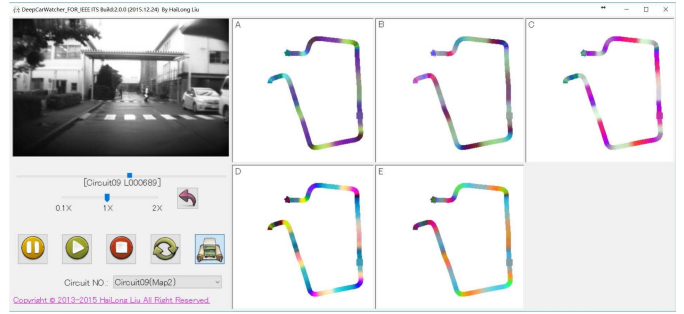 DeepCarWatcher_FOR_IEEE ITS Build:2.0.0 (2015.12.24) By HaiLong Liu
A
B
C
[Circuit09 L000689]
0.1X 1X 2X
D
E
Circuit NO.: Circuit09(Map2)
Copyright © 2013-2015 HaiLong Liu All Right Reserved.